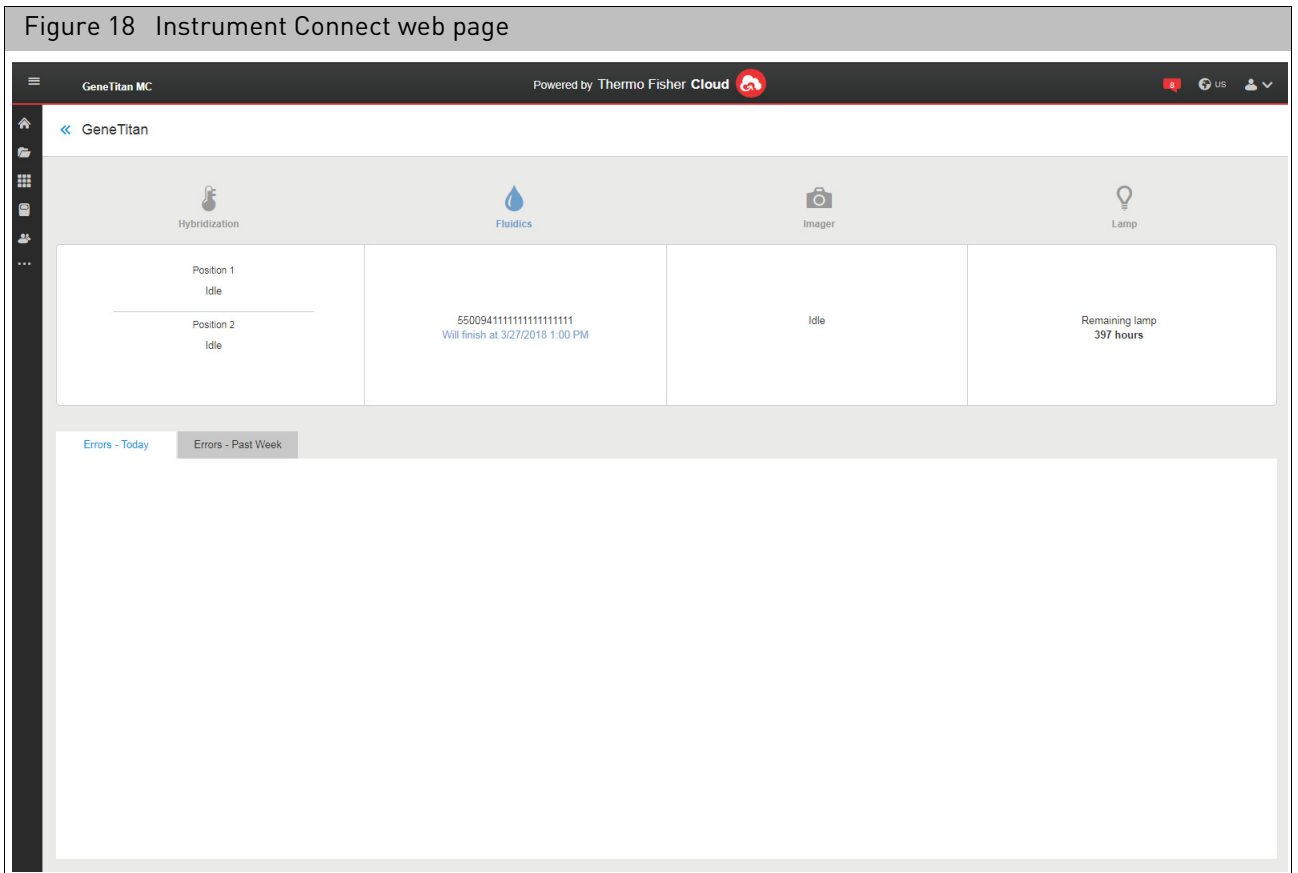 Figure 18 Instrument Connect web page
GeneTitan MC
Powered by Thermo Fisher Cloud
8
US
GeneTitan
Hybridization
Fluidics
Imager
Lamp
Position 1
Idle
Position 2
Idle
5500941111111111111111
Will finish at 3/27/2018 1:00 PM
Idle
Remaining lamp
397 hours
Errors - Today
Errors - Past Week